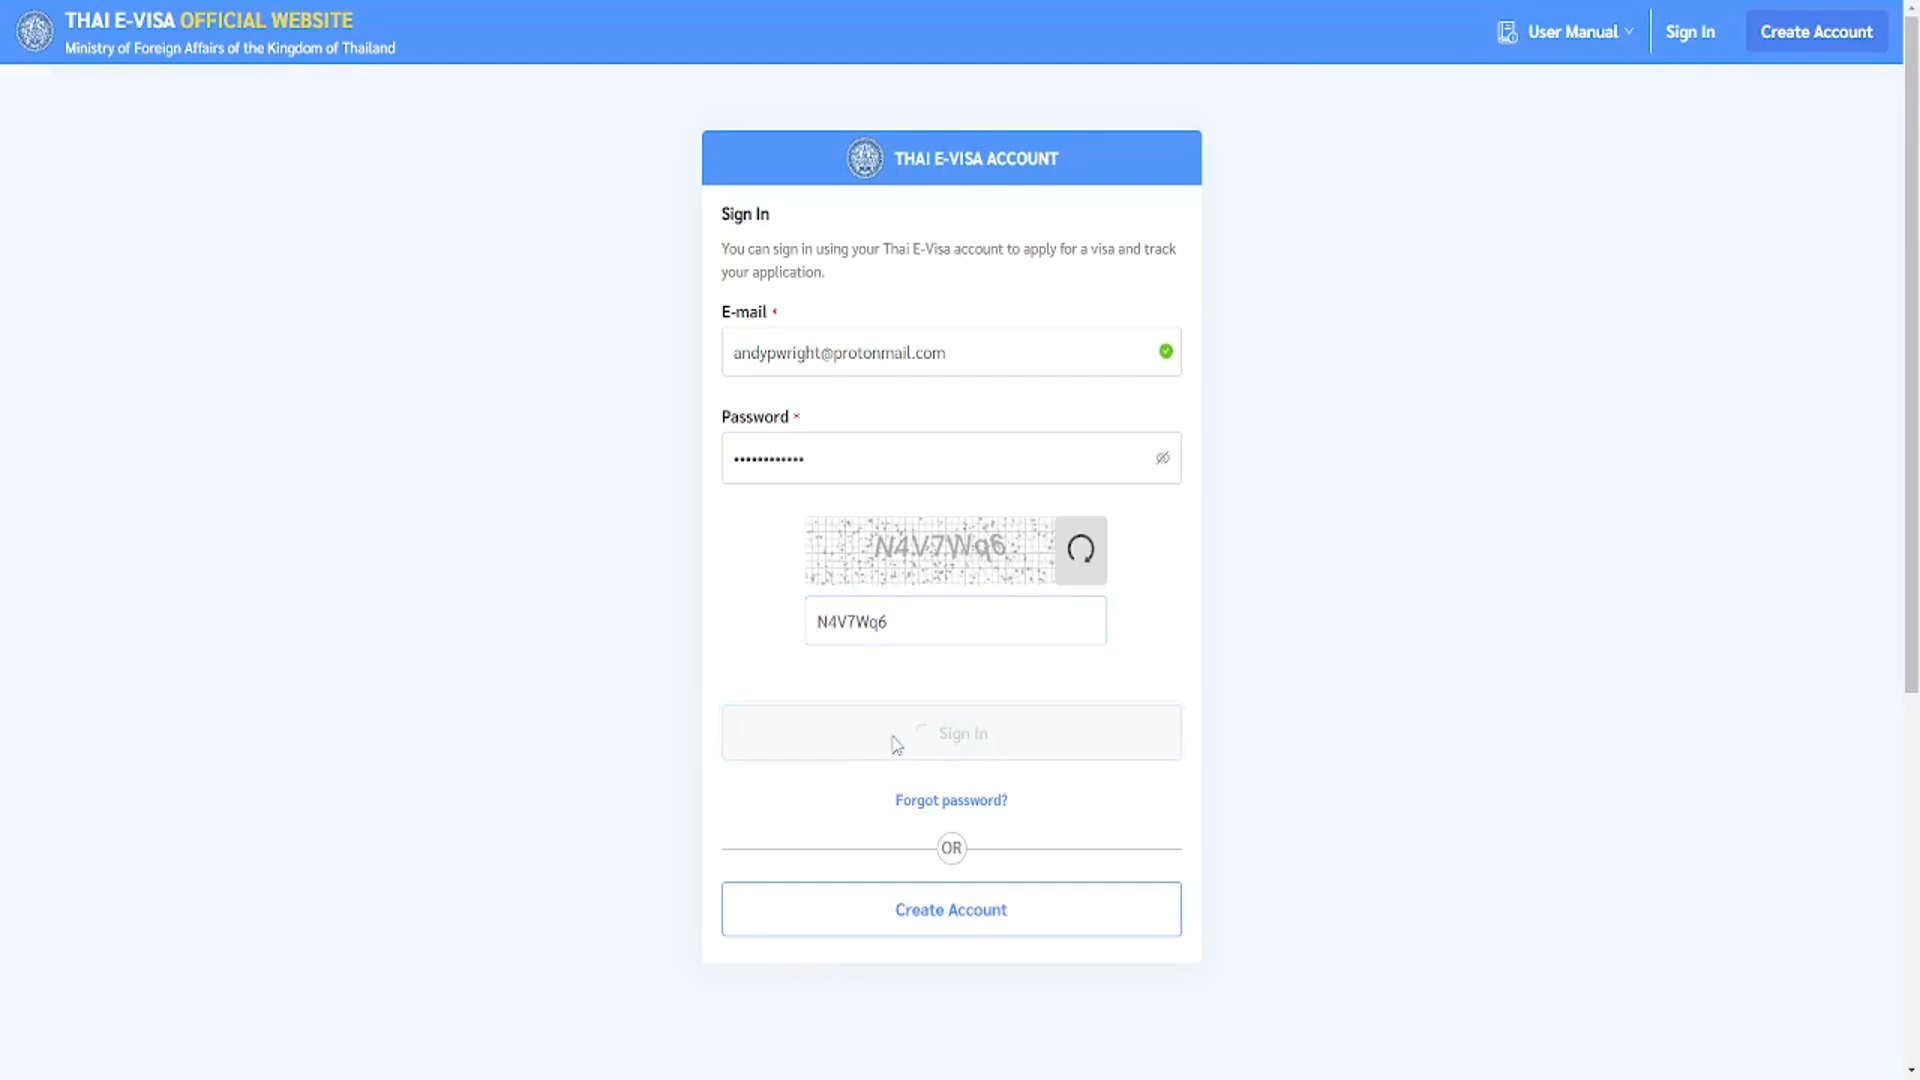 THAI E-VISA OFFICIAL WEBSITE
Ministry of Foreign Affairs of the Kingdom of Thailand
User Manual
Sign In
Create Account
THAI E-VISA ACCOUNT
Sign In
You can sign in using your Thai E-Visa account to apply for a visa and track
your application.
E-mail *
andypwright@protonmail.com
Password *
••••••••••••
N4V7Wq6
N4V7Wq6
Sign In
Forgot password?
OR
Create Account